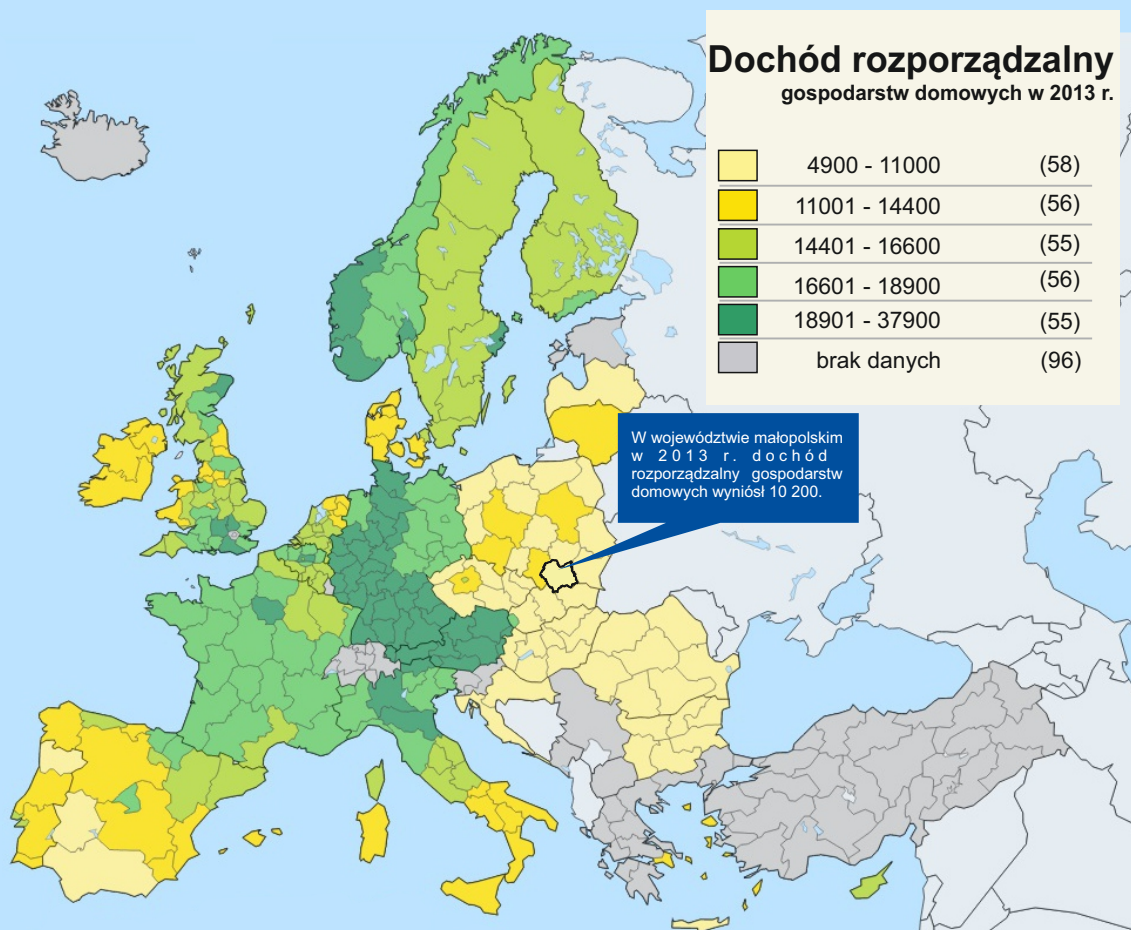 Dochód rozporządzalny
gospodarstw domowych w 2013 r.
4900 - 11000 (58)
11001 - 14400 (56)
14401 - 16600 (55)
16601 - 18900 (56)
18901 - 37900 (55)
brak danych (96)
W województwie małopolskim
w 2013 r. dochód
rozporządzalny gospodarstw
domowych wyniósł 10 200.